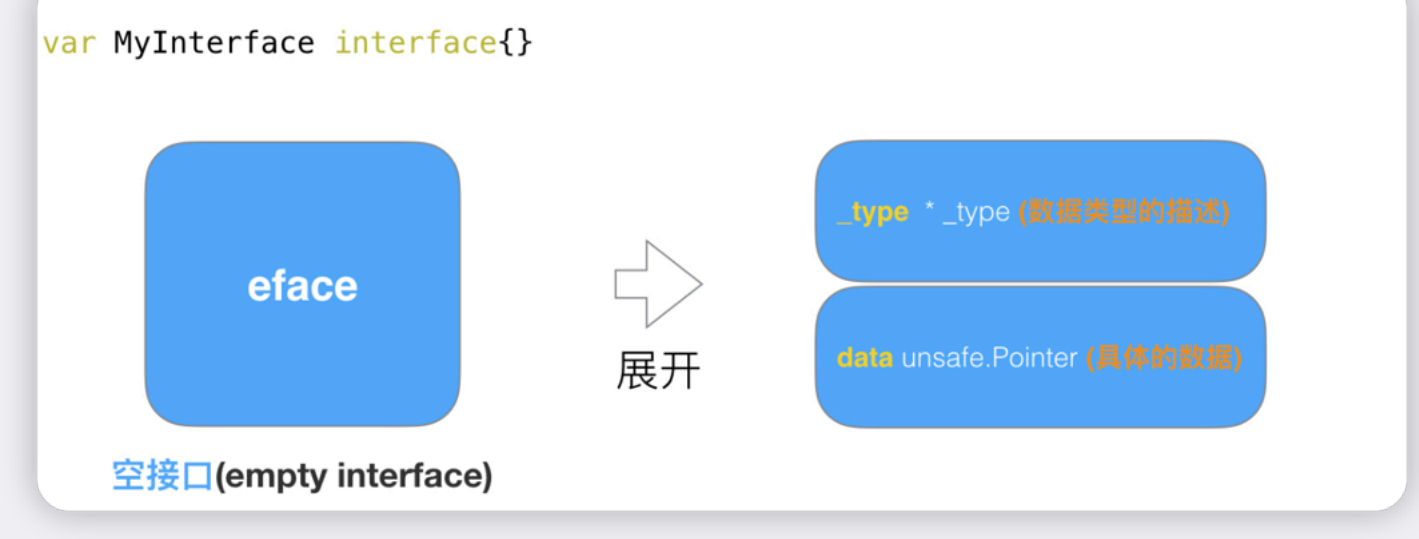 var MyInterface interface{}
eface
展开
_type * _type (数据类型的描述)
data unsafe.Pointer (具体的数据)
空接口(empty interface)